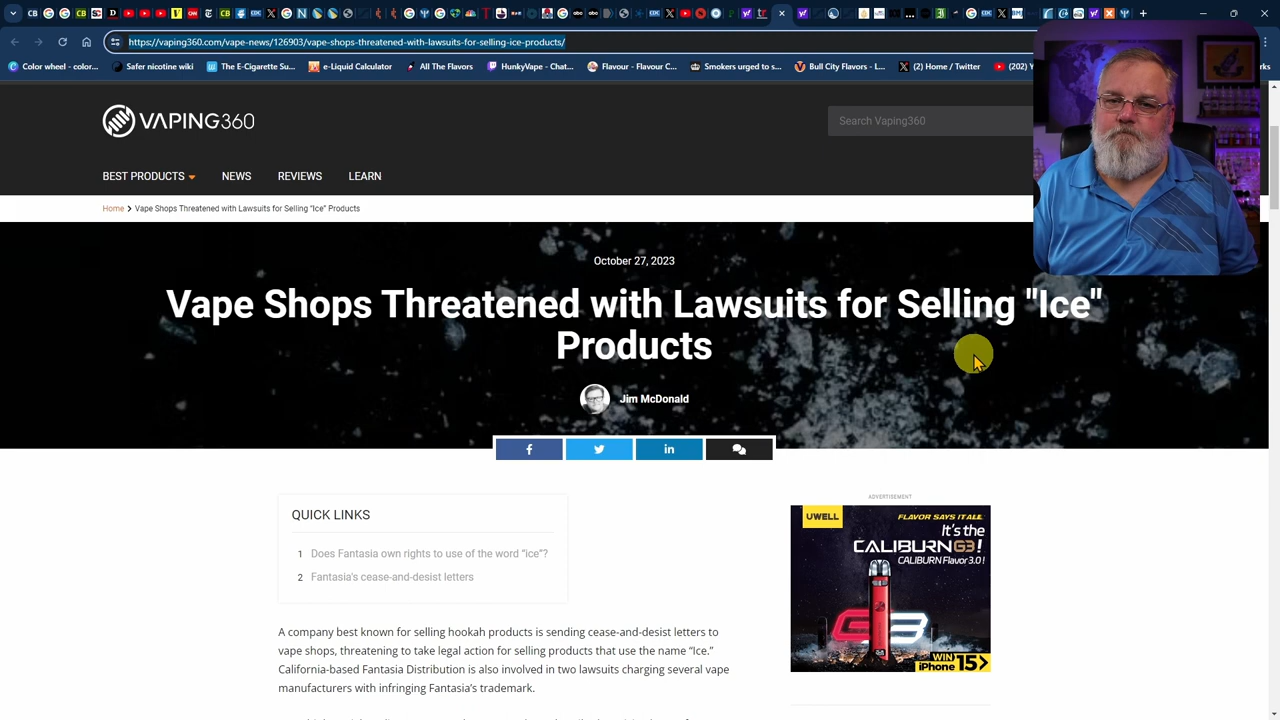 https://vaping360.com/vape-news/126903/vape-shops-threatened-with-lawsuits-for-selling-ice-products/
Color wheel - color...
Safer nicotine wiki
The E-Cigarette Su...
e-Liquid Calculator
All The Flavors
HunkyVape - Chat...
Flavour - Flavour C...
Smokers urged to s...
Bull City Flavors - L...
(2) Home / Twitter
(202) Y
VAPING360
Search Vaping360
BEST PRODUCTS
NEWS
REVIEWS
LEARN
Home
Vape Shops Threatened with Lawsuits for Selling "Ice" Products
October 27, 2023
Vape Shops Threatened with Lawsuits for Selling "Ice"
Products
Jim McDonald
QUICK LINKS
1 Does Fantasia own rights to use of the word “ice”?
2 Fantasia's cease-and-desist letters
A company best known for selling hookah products is sending cease-and-desist letters to
vape shops, threatening to take legal action for selling products that use the name “Ice.”
California-based Fantasia Distribution is also involved in two lawsuits charging several vape
manufacturers with infringing Fantasia’s trademark.
ADVERTISEMENT
UWELL
FLAVOR SAYS IT ALL
It's the
CALIBURN G3!
CALIBURN Flavor 3.0!
G3
WIN
iPhone 15